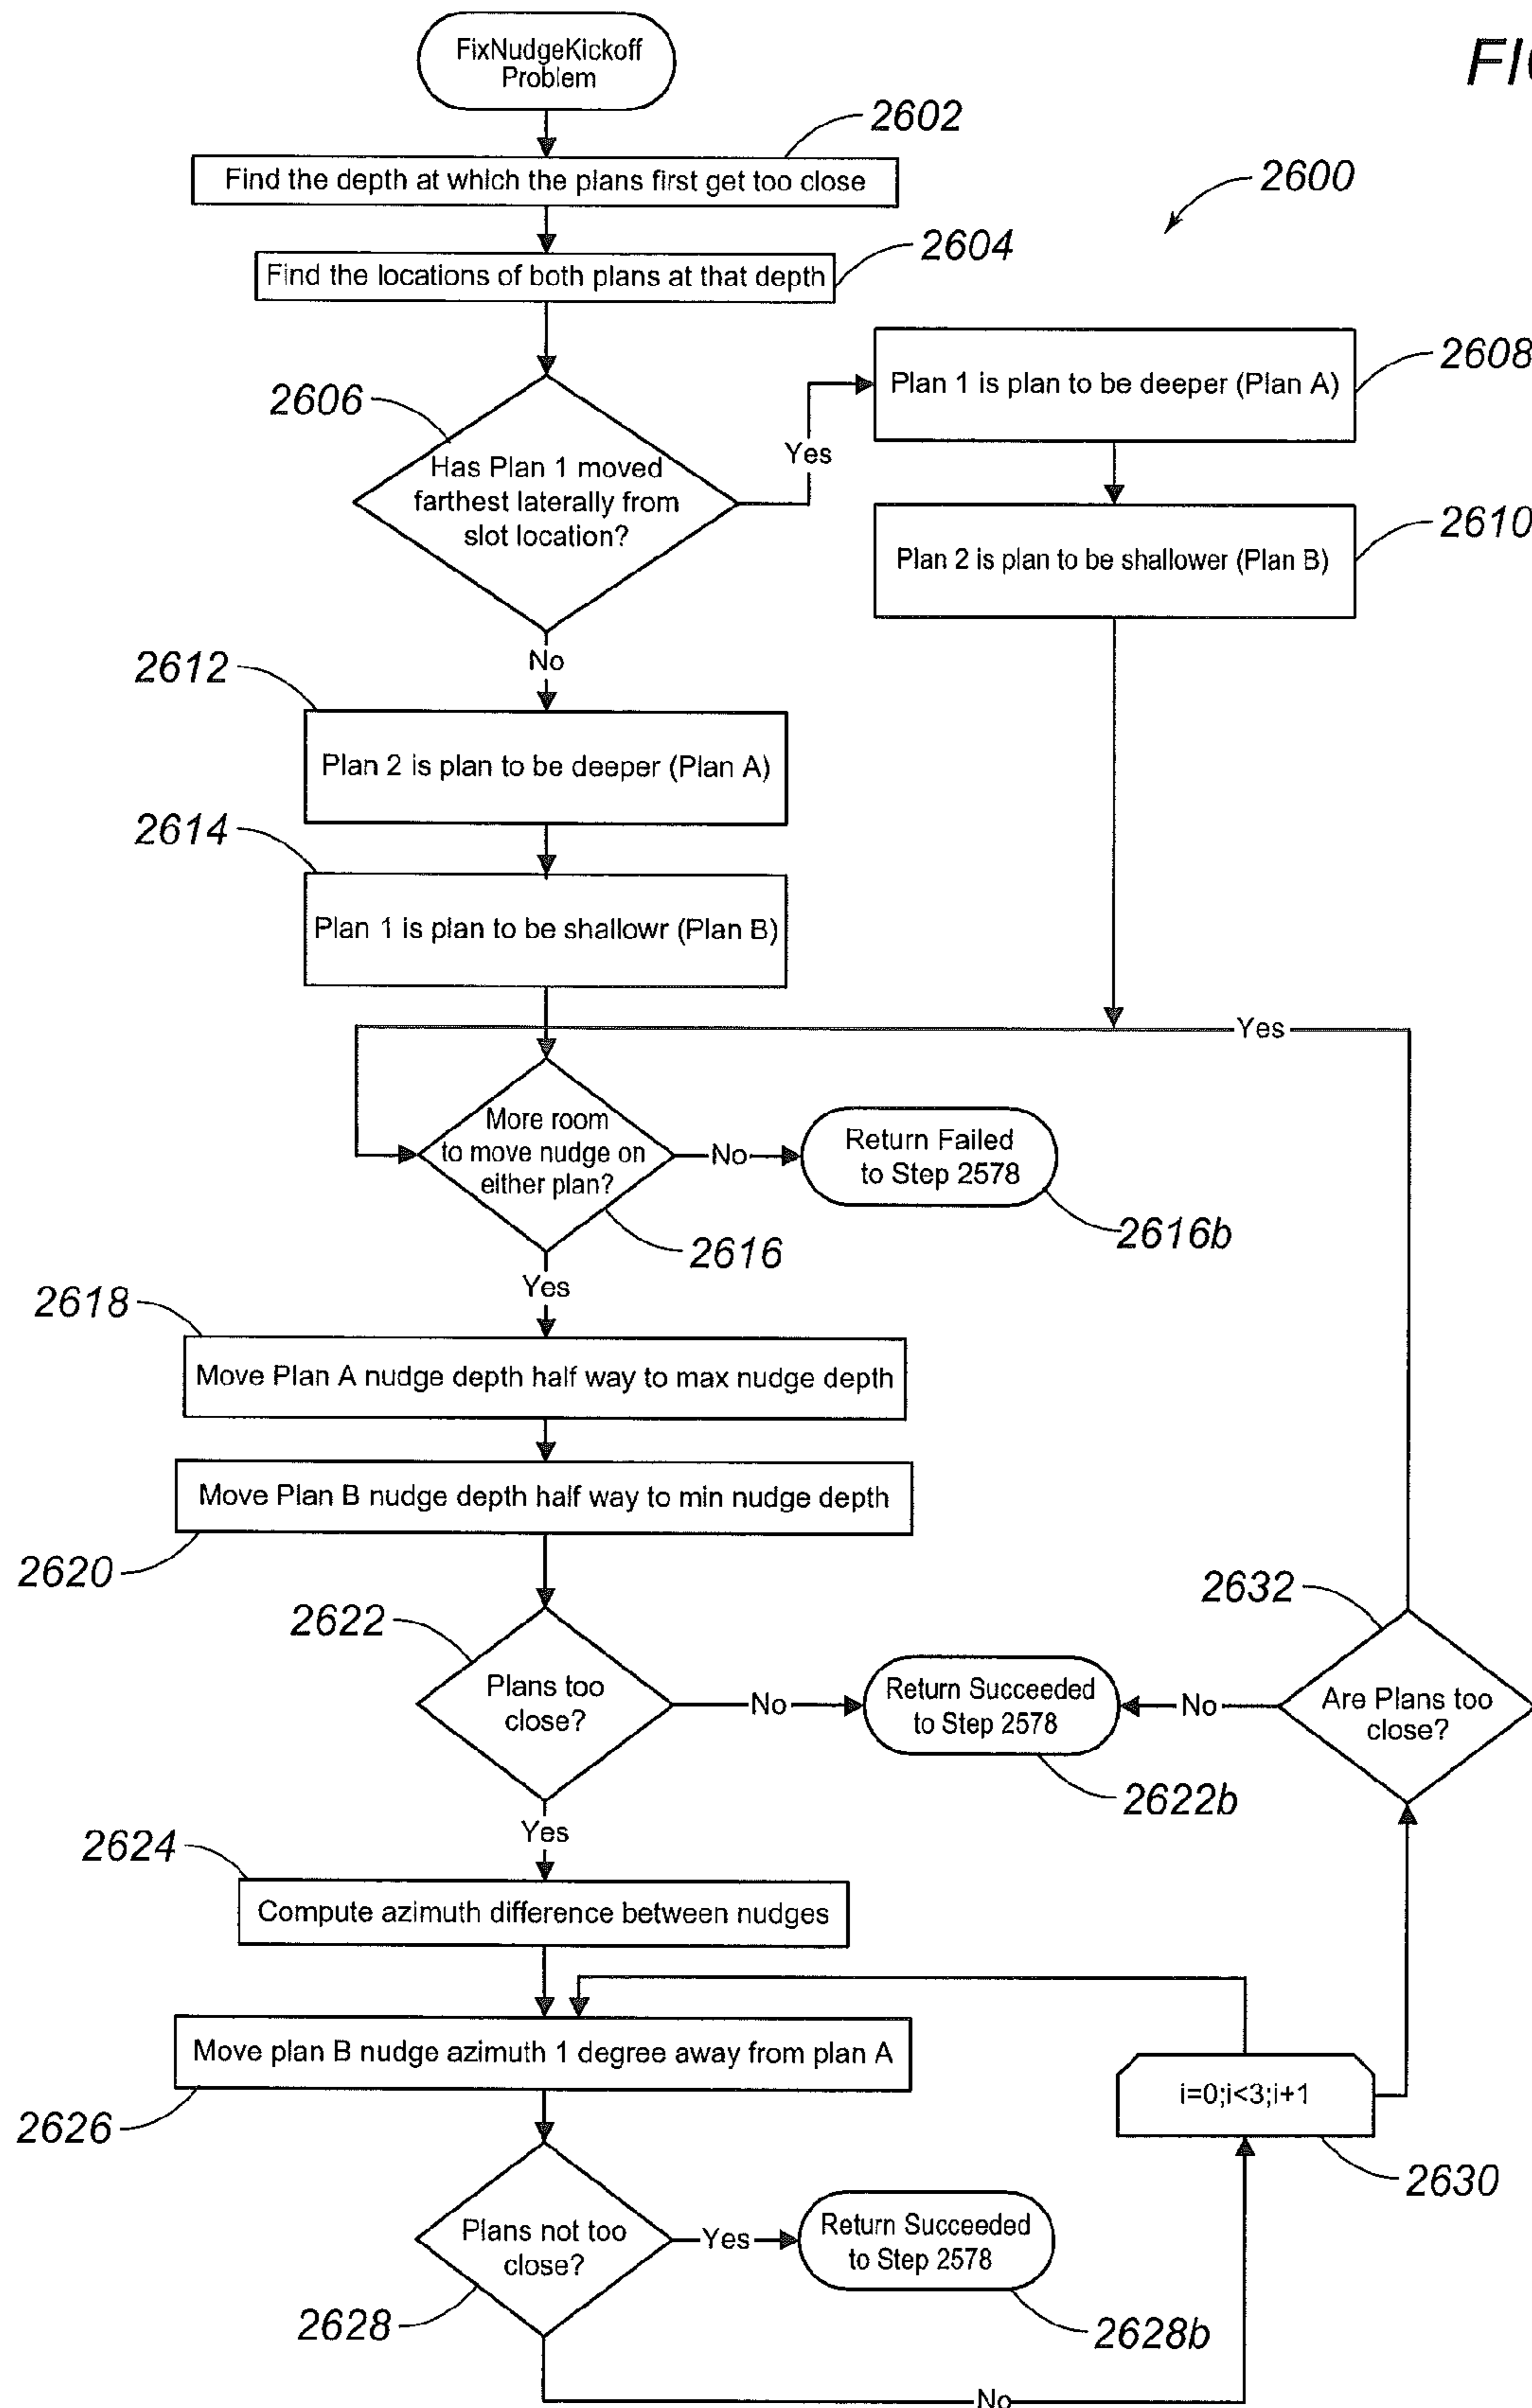 FixNudgeKickoff
Problem
FI
2602
Find the depth at which the plans first get too close
2600
2604
Find the locations of both plans at that depth
2606
Has Plan 1 moved
farthest laterally from
slot location?
Yes
2608
Plan 1 is plan to be deeper (Plan A)
2610
Plan 2 is plan to be shallower (Plan B)
No
2612
Plan 2 is plan to be deeper (Plan A)
2614
Plan 1 is plan to be shallowr (Plan B)
Yes
More room
to move nudge on
either plan?
No
Return Failed
to Step 2578
2616b
2616
Yes
2618
Move Plan A nudge depth half way to max nudge depth
Move Plan B nudge depth half way to min nudge depth
2620
2622
Plans too
close?
No
Return Succeeded
to Step 2578
2622b
No
2632
Are Plans too
close?
Yes
2624
Compute azimuth difference between nudges
Move plan B nudge azimuth 1 degree away from plan A
2626
i=0;i<3;i+1
2630
Plans not too
close?
Yes
Return Succeeded
to Step 2578
2628
2628b
No